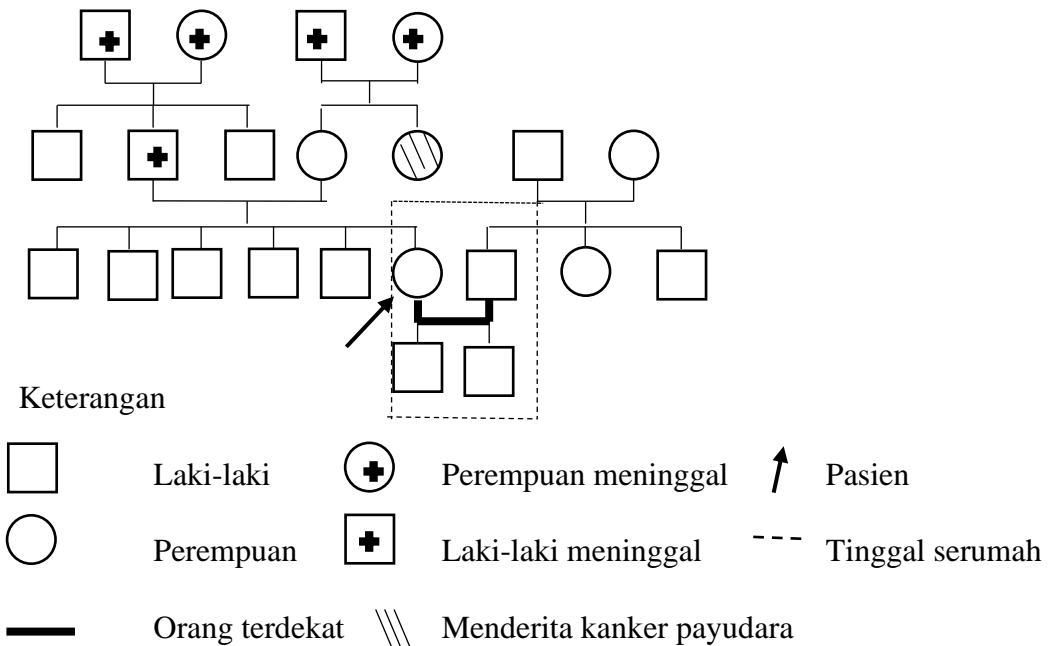 Keterangan
Laki-laki Perempuan meninggal Pasien
Perempuan Laki-laki meninggal Tinggal serumah
Orang terdekat Menderita kanker payudara